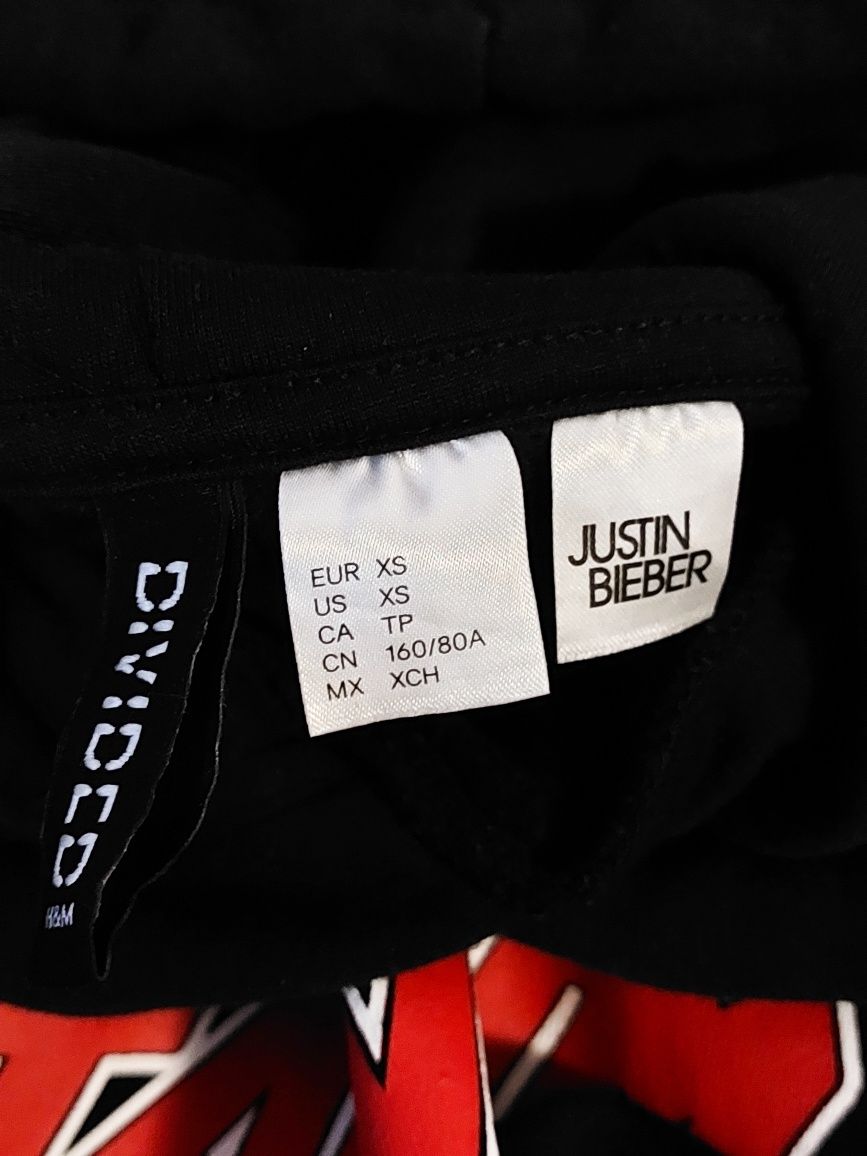 DIVIDED
H&M
EUR XS
US XS
CA TP
CN 160/80A
MX XCH
JUSTIN
BIEBER